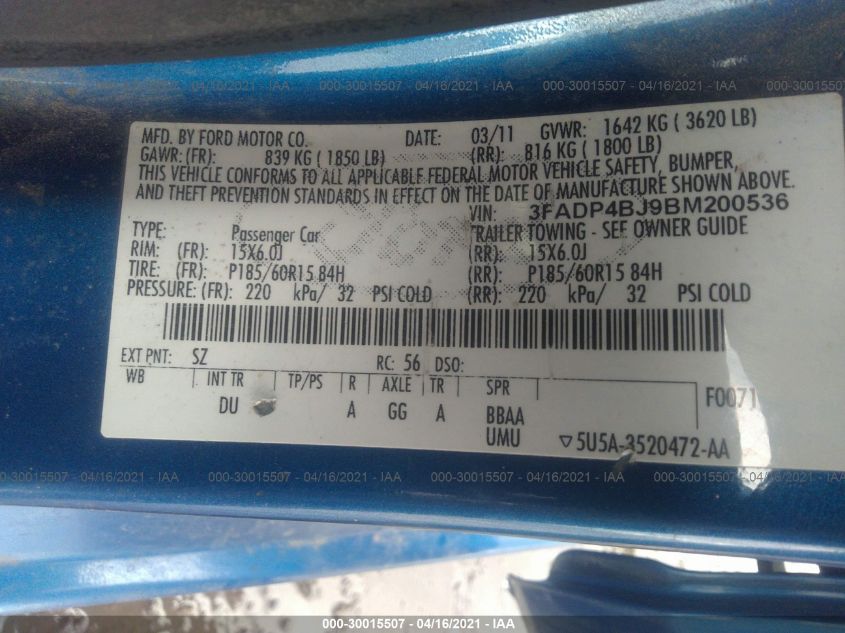 000-30015507 - 04/16/2021 - IAA
MFD. BY FORD MOTOR CO. DATE: 03/11 GVWR: 1642 KG ( 3620 LB)
GAWR: (FR): 839 KG ( 1850 LB) (RR): 816 KG ( 1800 LB)
THIS VEHICLE CONFORMS TO ALL APPLICABLE FEDERAL MOTOR VEHICLE SAFETY, BUMPER,
AND THEFT PREVENTION STANDARDS IN EFFECT ON THE DATE OF MANUFACTURE SHOWN ABOVE.
VIN: 3FADP4BJ9BM200536
TYPE: Passenger Car TRAILER TOWING - SEE OWNER GUIDE
RIM: (FR): 15X6.0J (RR): 15X6.0J
TIRE: (FR): P185/60R15 84H (RR): P185/60R15 84H
PRESSURE: (FR): 220 kPa/ 32 PSI COLD (RR): 220 kPa/ 32 PSI COLD
EXT PNT: SZ RC: 56 DSO:
WB INT TR TP/PS R AXLE TR SPR F0071
DU A GG A BBAA
UMU ▽5U5A-3520472-AA
000-30015507 - 04/16/2021 - IAA
000-30015507 - 04/16/2021 - IAA